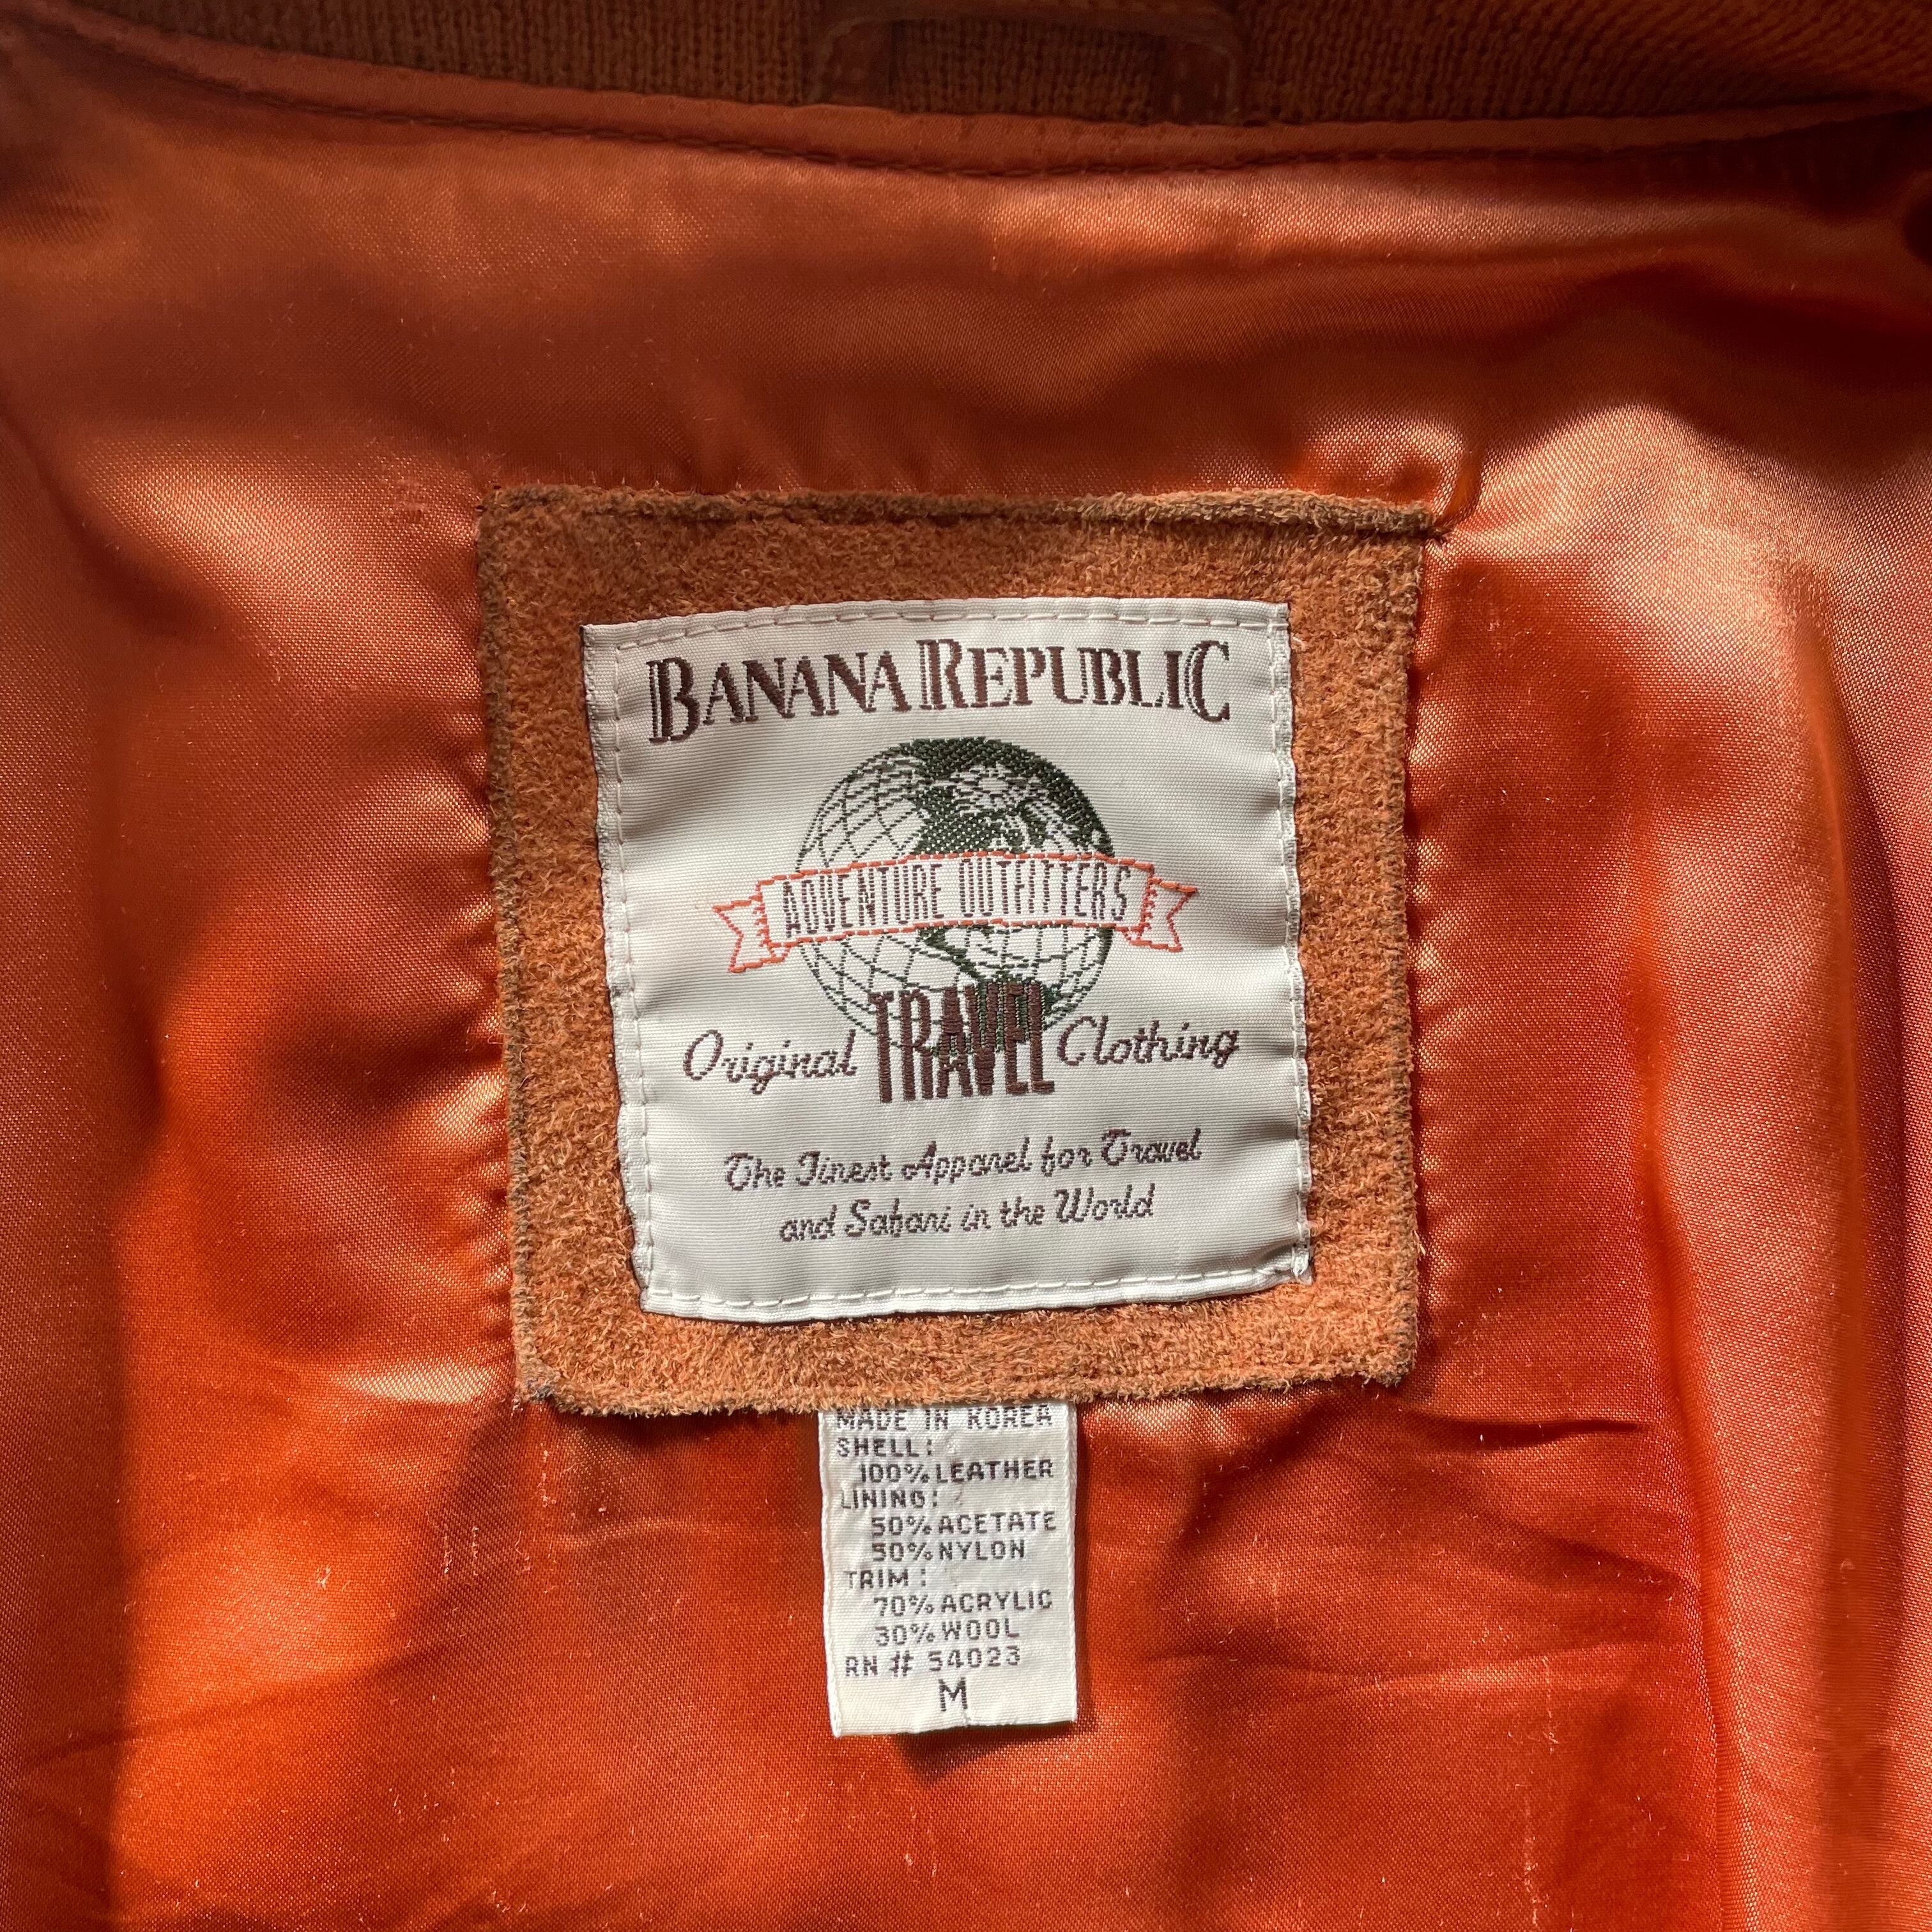 BANANA REPUBLIC
ADVENTURE OUTFITTERS
Original TRAVEL Clothing
The Finest Apparel for Travel
and Safari in the World
MADE IN KOREA
SHELL:
100% LEATHER
LINING:
50% ACETATE
50% NYLON
TRIM:
70% ACRYLIC
30% WOOL
RN # 54023
M